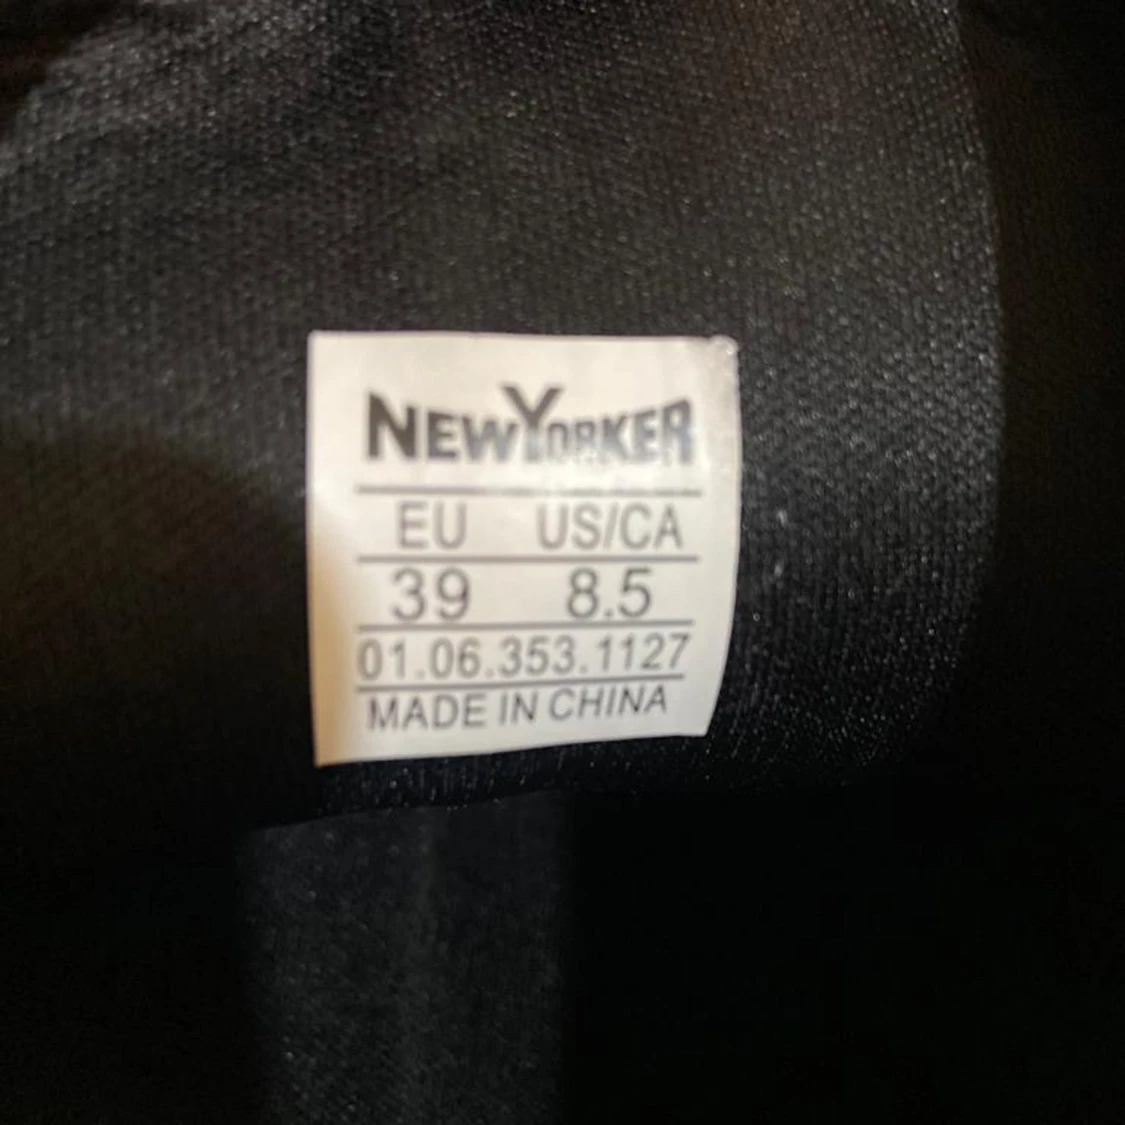 NEWYORKER
EU US/CA
39 8.5
01.06.353.1127
MADE IN CHINA